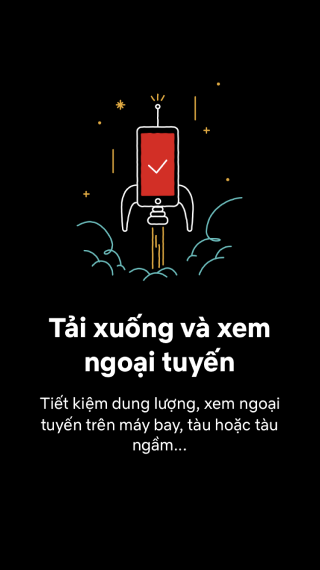 Tải xuống và xem
ngoại tuyến
Tiết kiệm dung lượng, xem ngoại
tuyến trên máy bay, tàu hoặc tàu
ngầm...